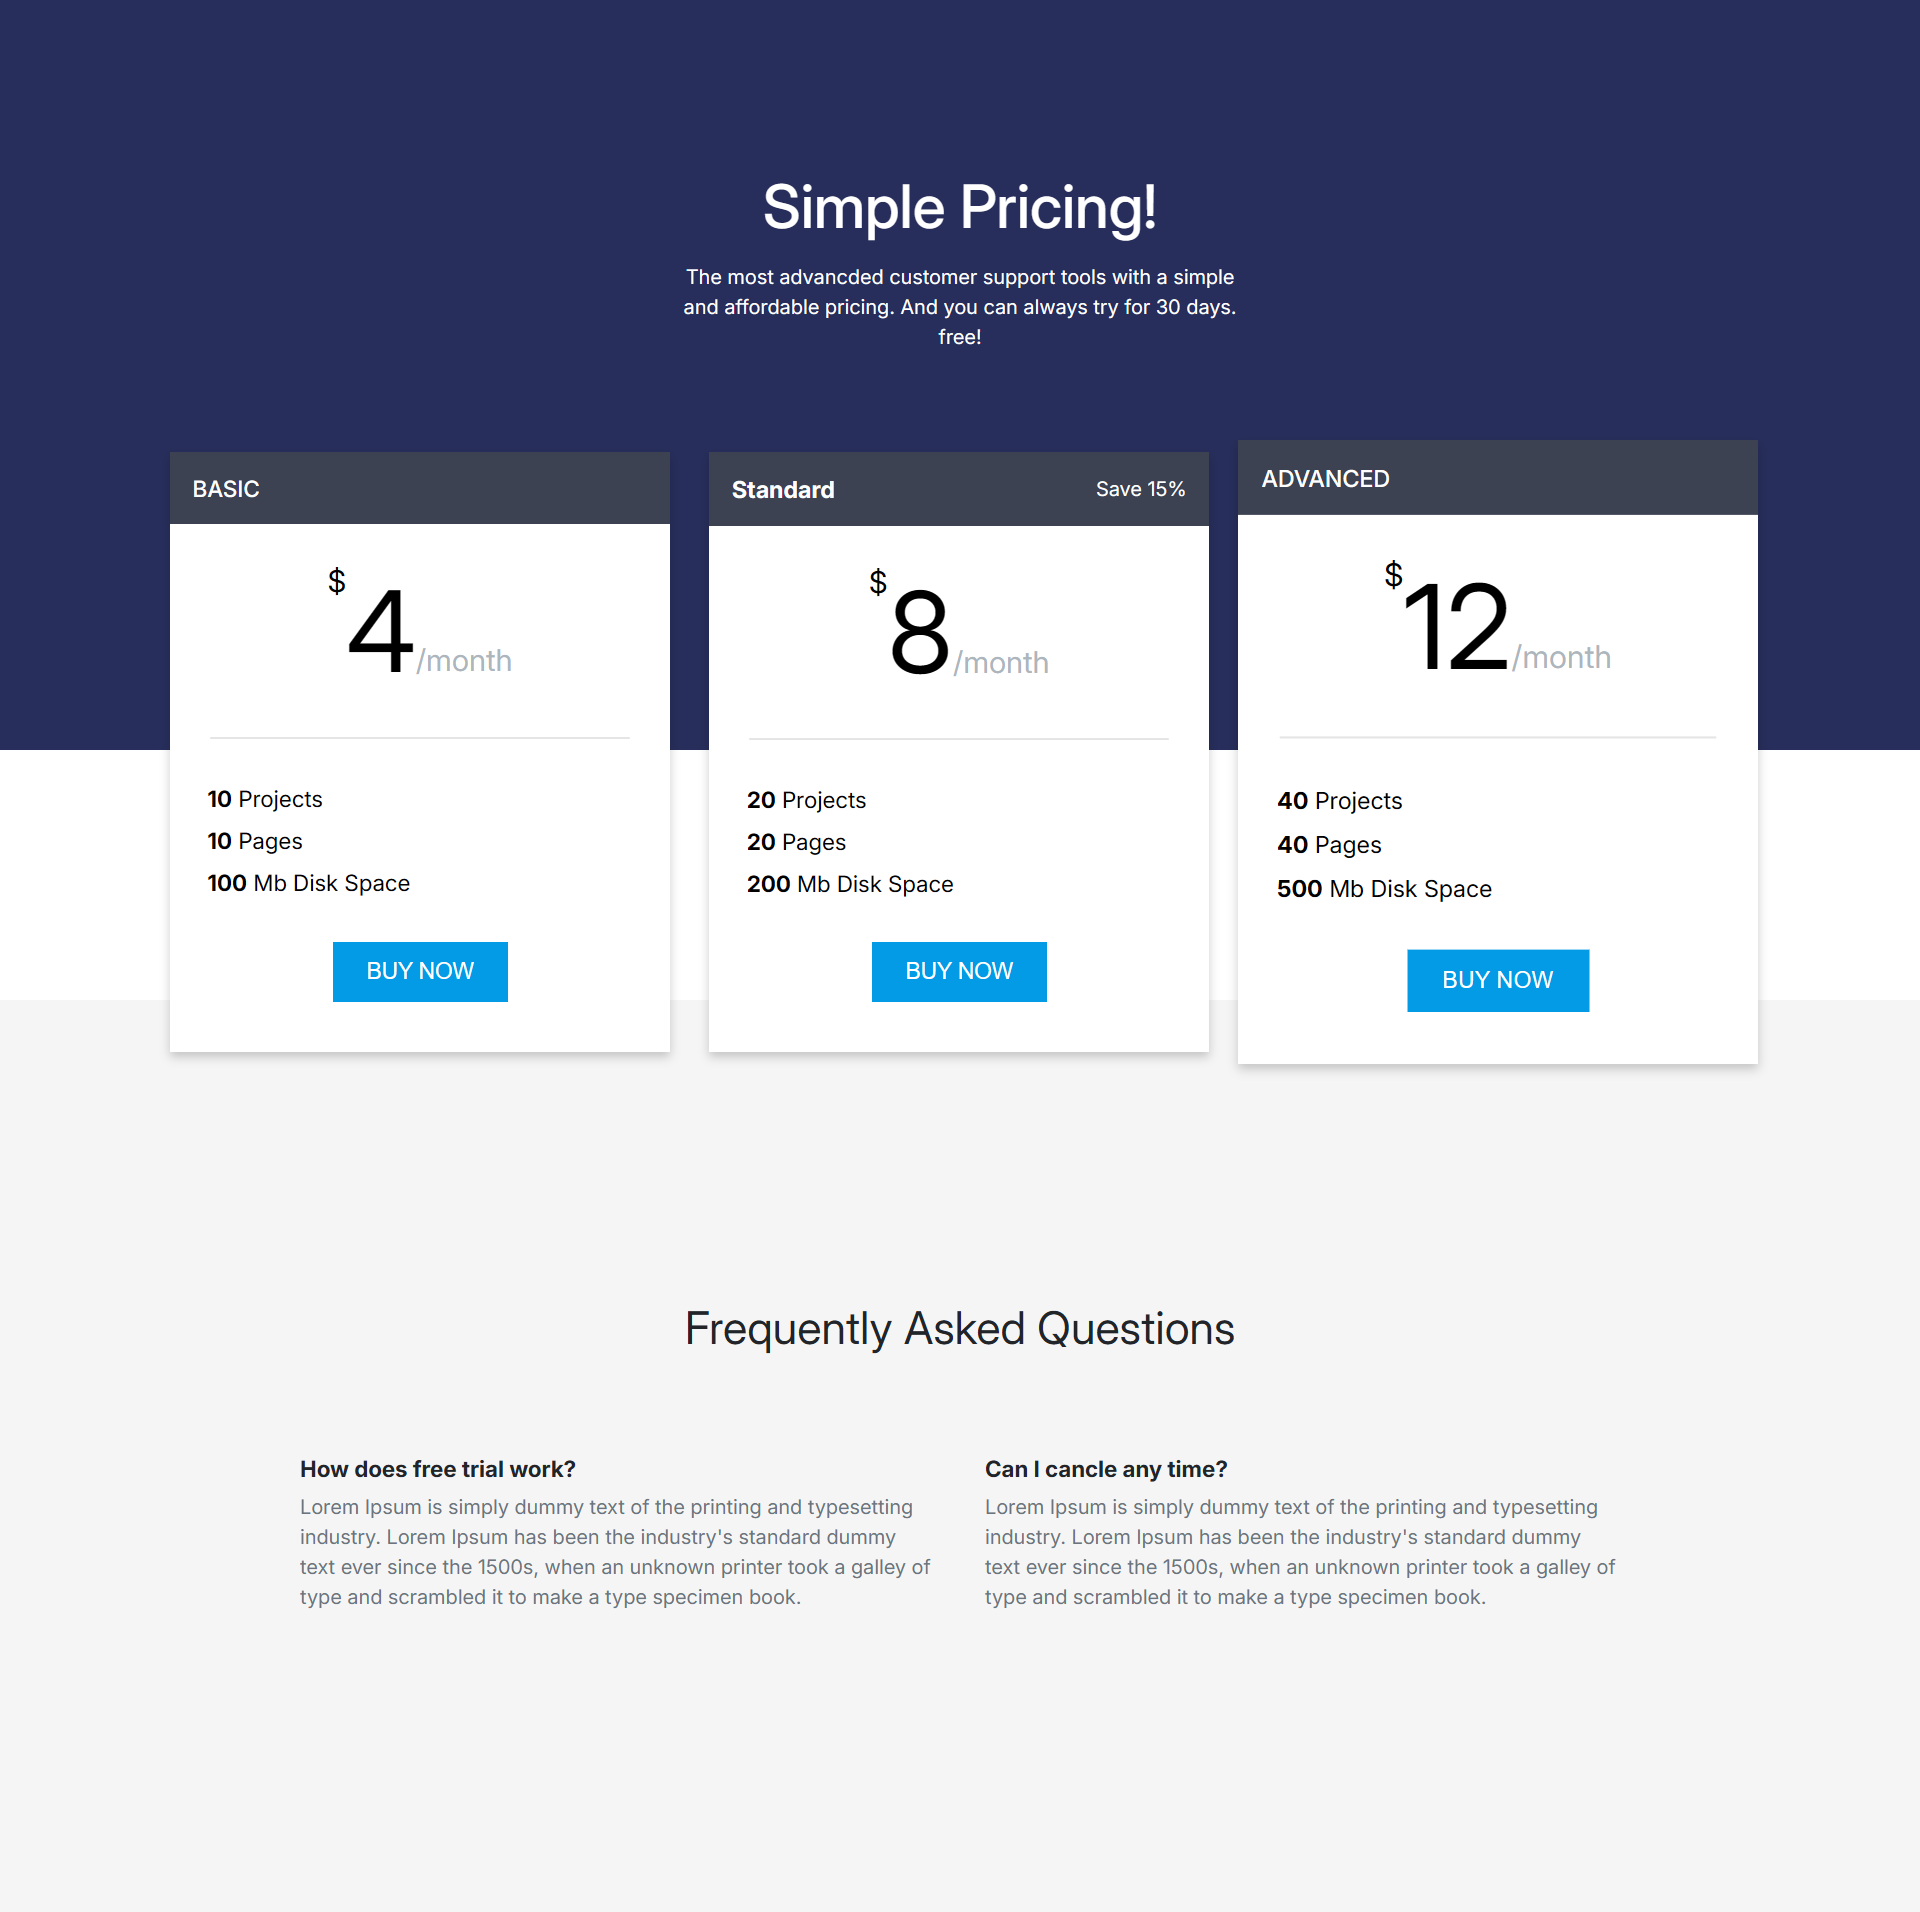 Simple Pricing!
The most advancded customer support tools with a simple
and affordable pricing. And you can always try for 30 days.
free!
BASIC
$4/month
10 Projects
10 Pages
100 Mb Disk Space
BUY NOW
Standard
Save 15%
$8/month
20 Projects
20 Pages
200 Mb Disk Space
BUY NOW
ADVANCED
$12/month
40 Projects
40 Pages
500 Mb Disk Space
BUY NOW
Frequently Asked Questions
How does free trial work?
Lorem Ipsum is simply dummy text of the printing and typesetting
industry. Lorem Ipsum has been the industry's standard dummy
text ever since the 1500s, when an unknown printer took a galley of
type and scrambled it to make a type specimen book.
Can I cancle any time?
Lorem Ipsum is simply dummy text of the printing and typesetting
industry. Lorem Ipsum has been the industry's standard dummy
text ever since the 1500s, when an unknown printer took a galley of
type and scrambled it to make a type specimen book.